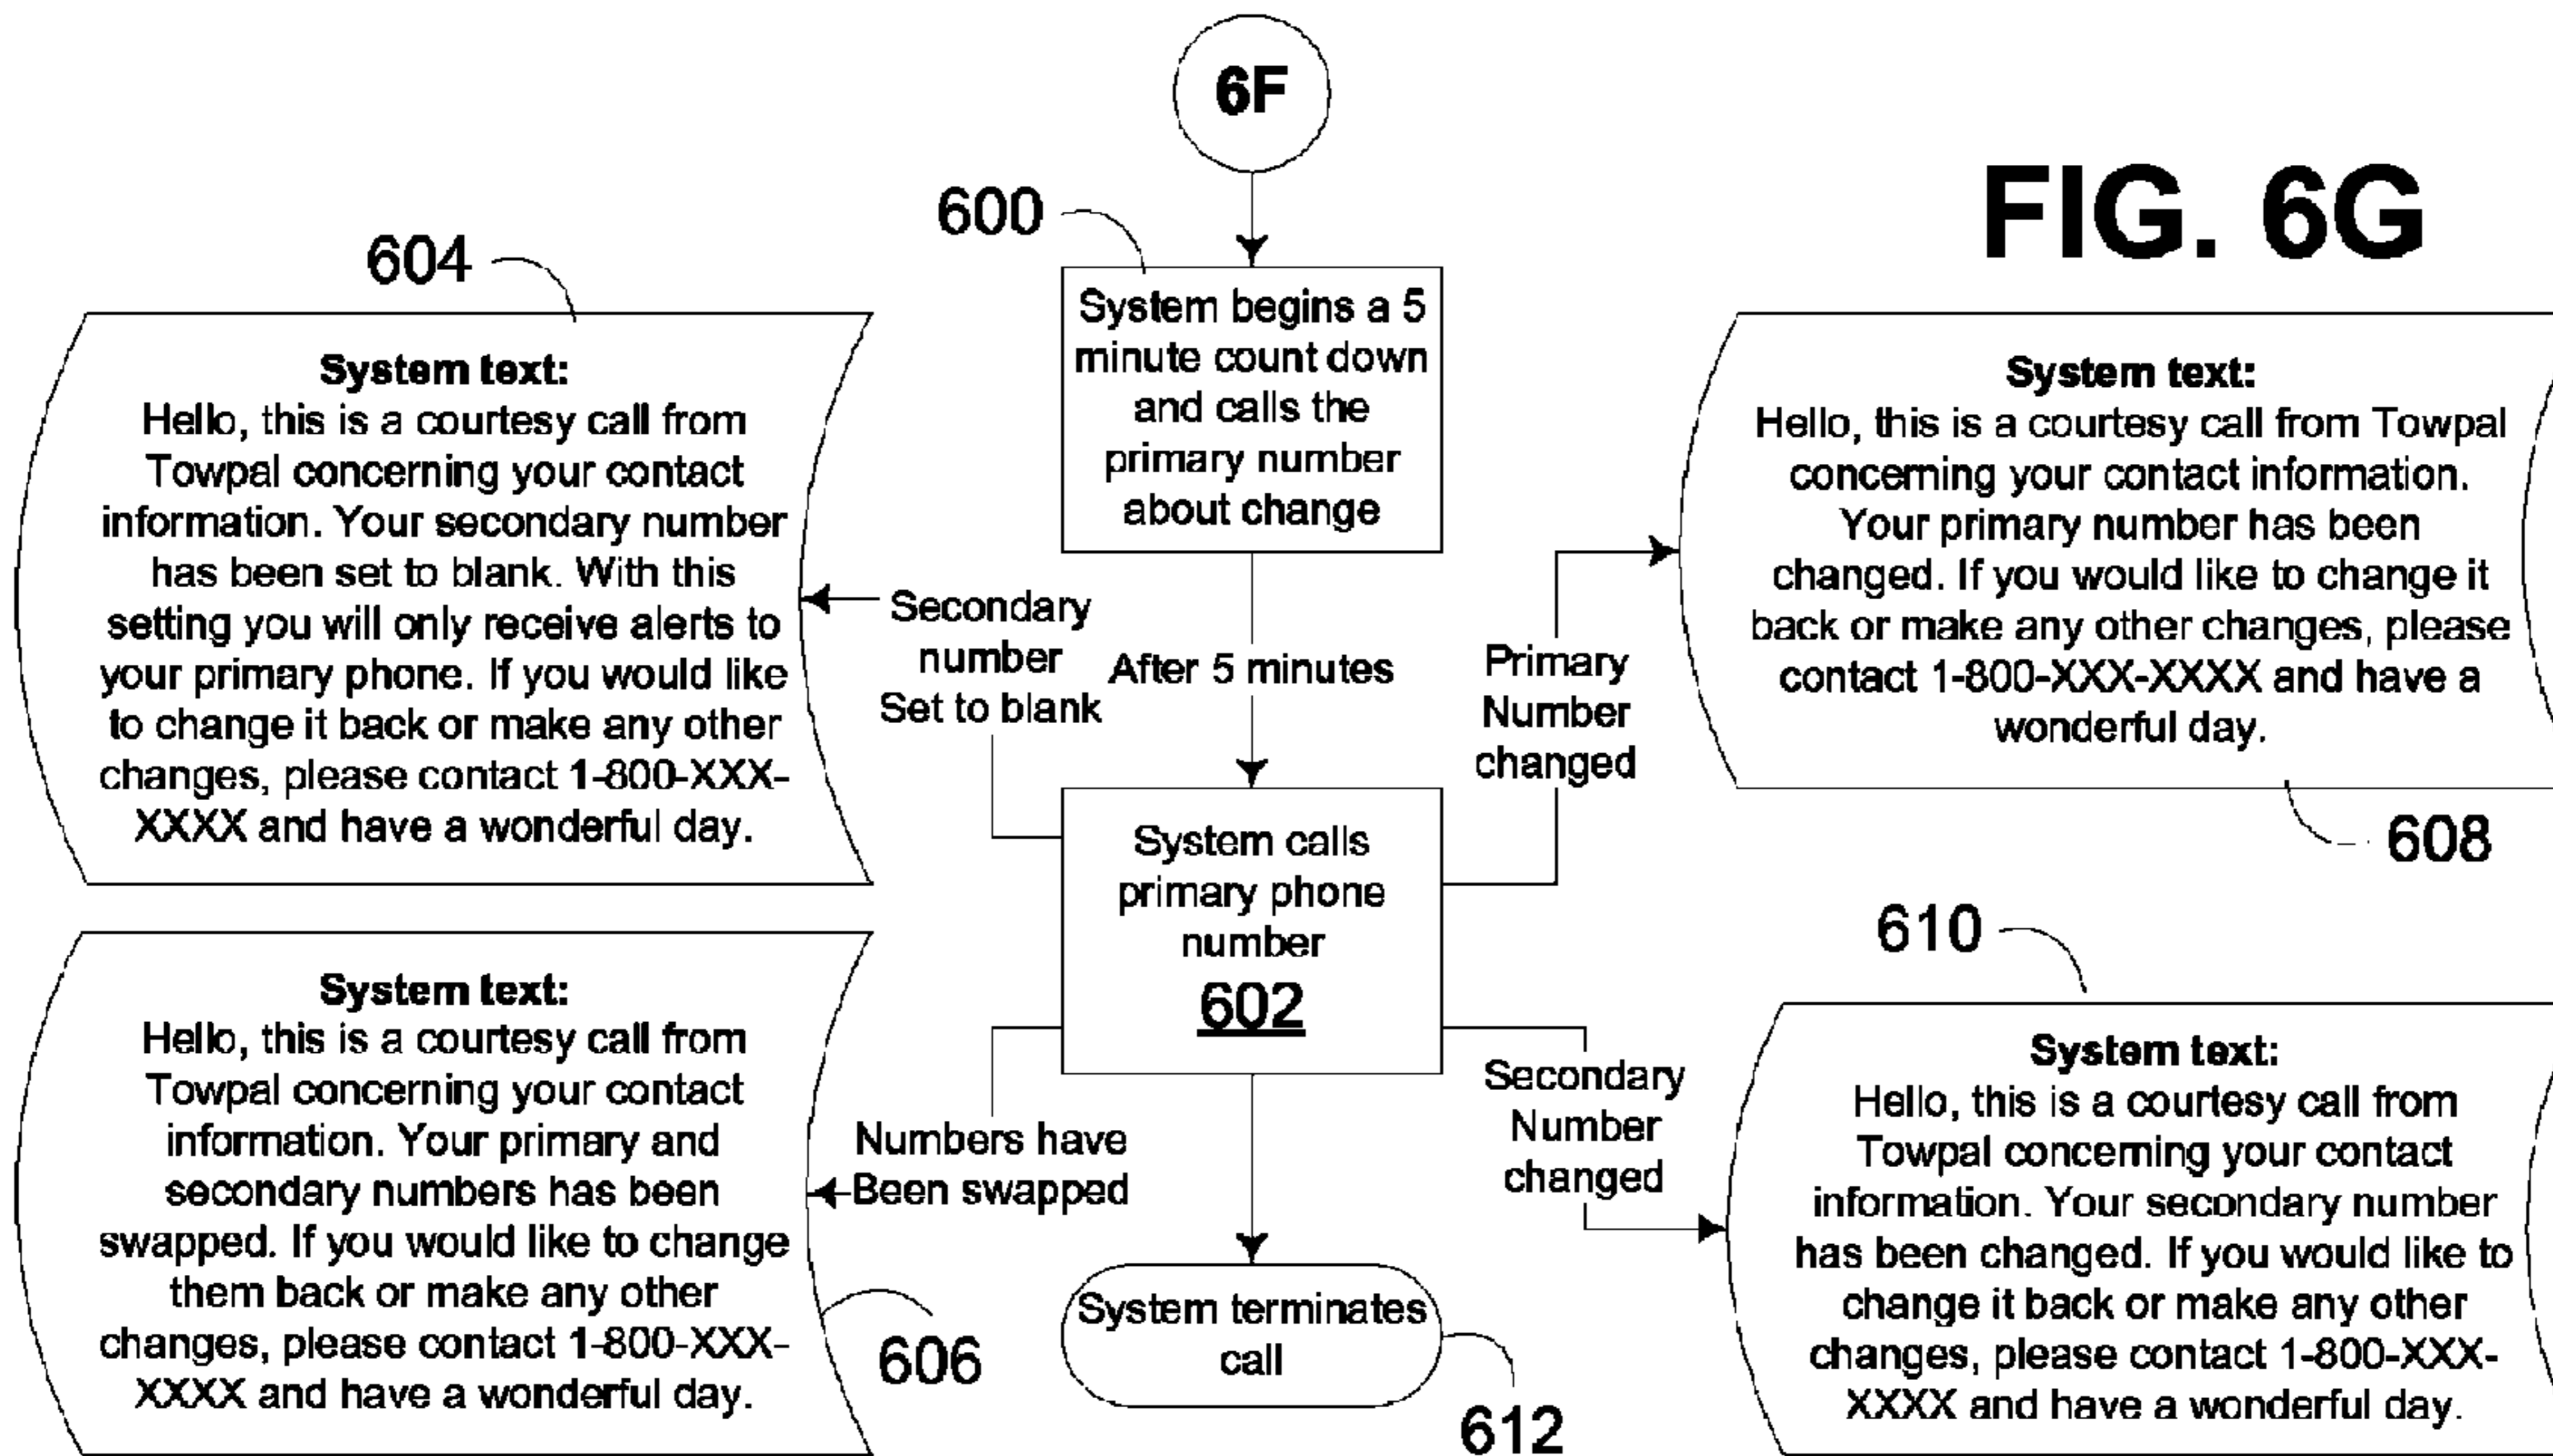 6F
FIG. 6G
600
System begins a 5
minute count down
and calls the
primary number
about change
604
System text:
Hello, this is a courtesy call from
Towpal concerning your contact
information. Your secondary number
has been set to blank. With this
setting you will only receive alerts to
your primary phone. If you would like
to change it back or make any other
changes, please contact 1-800-XXX-
XXXX and have a wonderful day.
Secondary
number
Set to blank
After 5 minutes
Primary
Number
changed
System text:
Hello, this is a courtesy call from Towpal
concerning your contact information.
Your primary number has been
changed. If you would like to change it
back or make any other changes, please
contact 1-800-XXX-XXXX and have a
wonderful day.
608
System calls
primary phone
number
602
System text:
Hello, this is a courtesy call from
Towpal concerning your contact
information. Your primary and
secondary numbers has been
swapped. If you would like to change
them back or make any other
changes, please contact 1-800-XXX-
XXXX and have a wonderful day.
606
Numbers have
Been swapped
Secondary
Number
changed
610
System text:
Hello, this is a courtesy call from
Towpal concerning your contact
information. Your secondary number
has been changed. If you would like to
change it back or make any other
changes, please contact 1-800-XXX-
XXXX and have a wonderful day.
System terminates
call
612